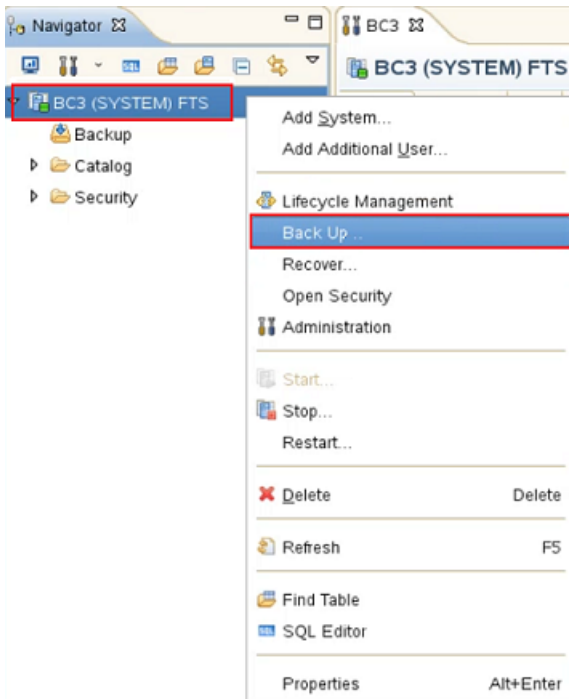 Navigator
BC3
BC3 (SYSTEM) FTS
SQL
BC3 (SYSTEM) FTS
Backup
Catalog
Security
Add System...
Add Additional User...
Lifecycle Management
Back Up ..
Recover...
Open Security
Administration
Start...
Stop...
Restart...
Delete Delete
Refresh F5
Find Table
SQL SQL Editor
Properties Alt+Enter